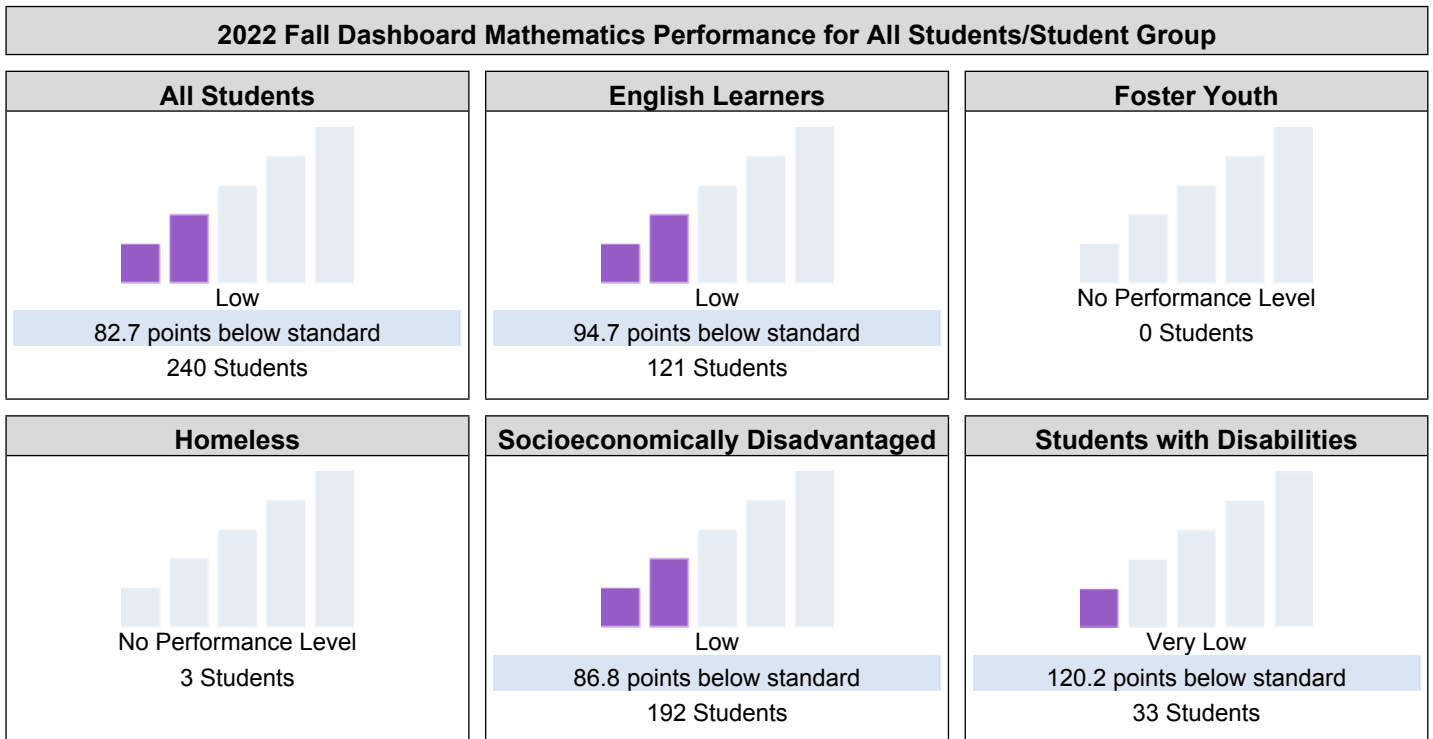 2022 Fall Dashboard Mathematics Performance for All Students/Student Group
All Students
Low
82.7 points below standard
240 Students
English Learners
Low
94.7 points below standard
121 Students
Foster Youth
No Performance Level
0 Students
Homeless
No Performance Level
3 Students
Socioeconomically Disadvantaged
Low
86.8 points below standard
192 Students
Students with Disabilities
Very Low
120.2 points below standard
33 Students